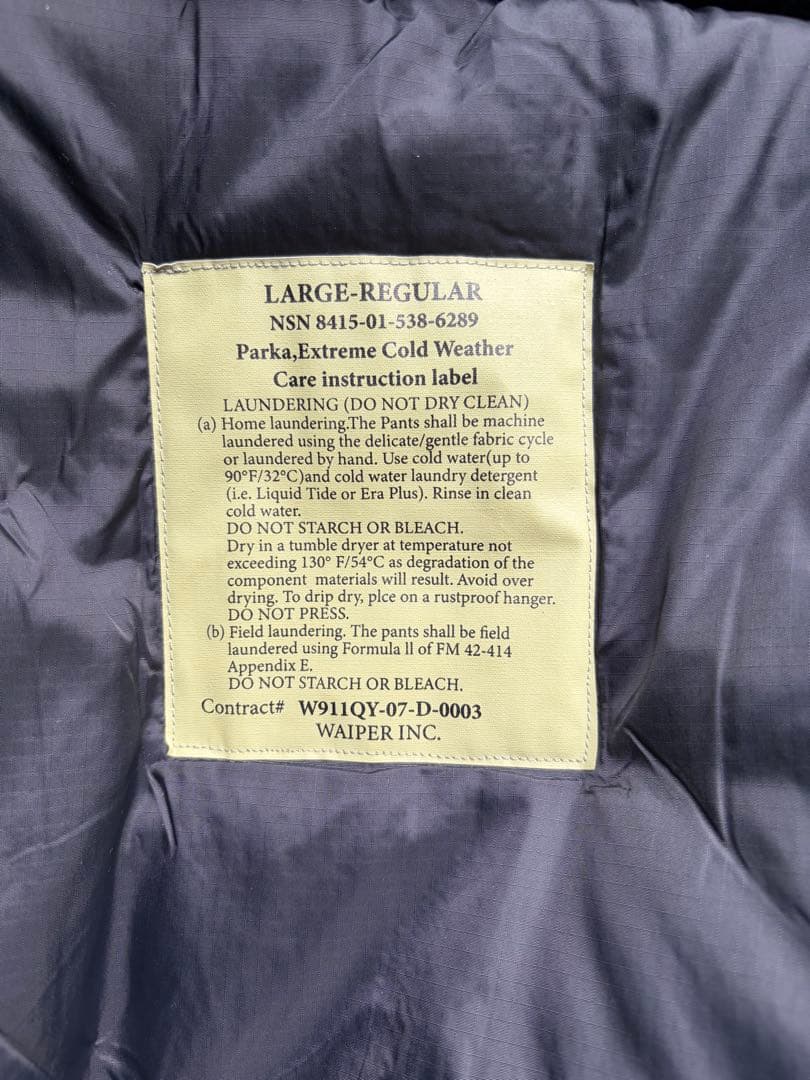 LARGE-REGULAR
NSN 8415-01-538-6289
Parka,Extreme Cold Weather
Care instruction label
LAUNDERING (DO NOT DRY CLEAN)
(a) Home laundering.The Pants shall be machine
laundered using the delicate/gentle fabric cycle
or laundered by hand. Use cold water(up to
90°F/32°C)and cold water laundry detergent
(i.e. Liquid Tide or Era Plus). Rinse in clean
cold water.
DO NOT STARCH OR BLEACH.
Dry in a tumble dryer at temperature not
exceeding 130° F/54°C as degradation of the
component materials will result. Avoid over
drying. To drip dry, plce on a rustproof hanger.
DO NOT PRESS.
(b) Field laundering. The pants shall be field
laundered using Formula ll of FM 42-414
Appendix E.
DO NOT STARCH OR BLEACH.
Contract# W911QY-07-D-0003
WAIPER INC.